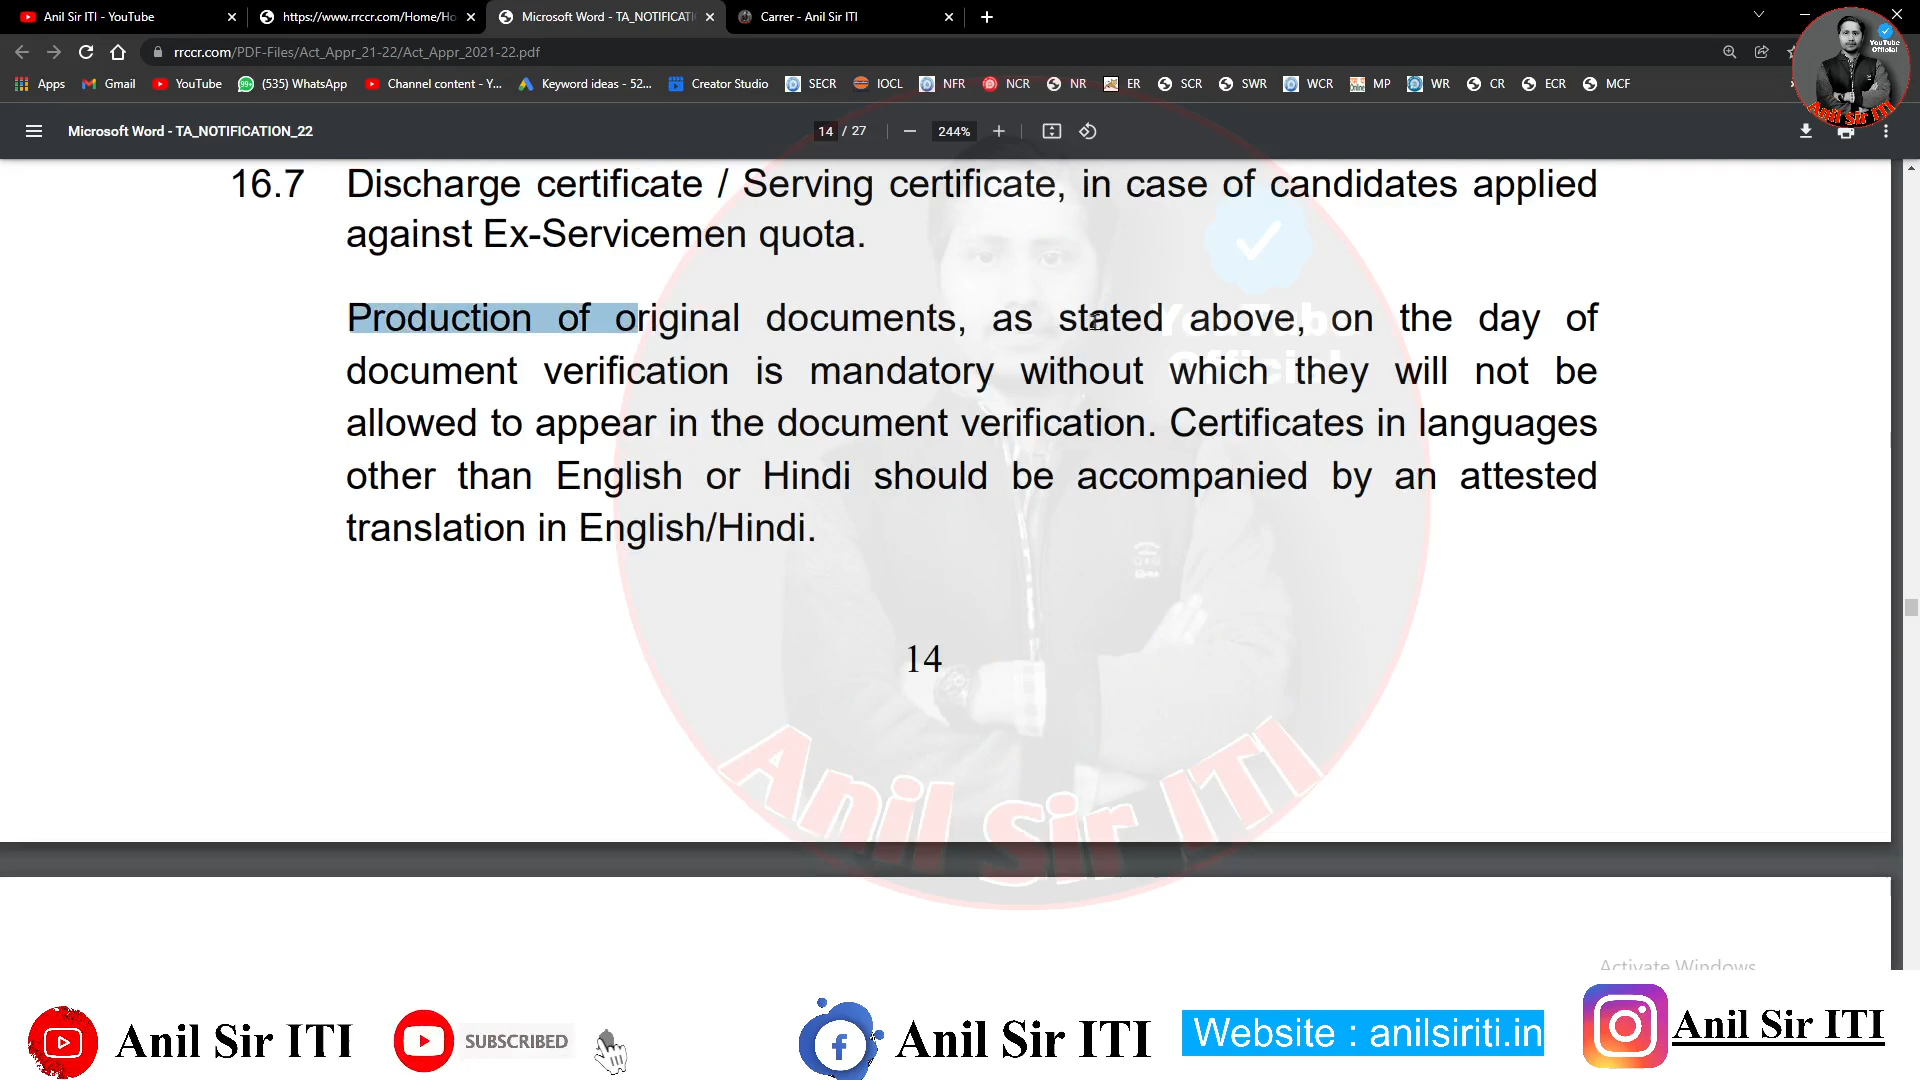 Anil Sir ITI - YouTube
https://www.rrccr.com/Home/Ho
Microsoft Word - TA_NOTIFICATI
Carrer - Anil Sir ITI
rrccr.com/PDF-Files/Act_Appr_21-22/Act_Appr_2021-22.pdf
Apps
Gmail
YouTube
(535) WhatsApp
Channel content - Y...
Keyword ideas - 52...
Creator Studio
SECR
IOCL
NFR
NCR
NR
ER
SCR
SWR
WCR
MP
WR
CR
ECR
MCF
YouTube
Official
Anil Sir ITI
Microsoft Word - TA_NOTIFICATION_22
14 / 27
244%
16.7 Discharge certificate / Serving certificate, in case of candidates applied
against Ex-Servicemen quota.
Production of original documents, as stated above, on the day of
document verification is mandatory without which they will not be
allowed to appear in the document verification. Certificates in languages
other than English or Hindi should be accompanied by an attested
translation in English/Hindi.
YouTube
Official
14
Anil Sir ITI
Activate Windows
Anil Sir ITI
SUBSCRIBED
Anil Sir ITI
Website : anilsiriti.in
Anil Sir ITI